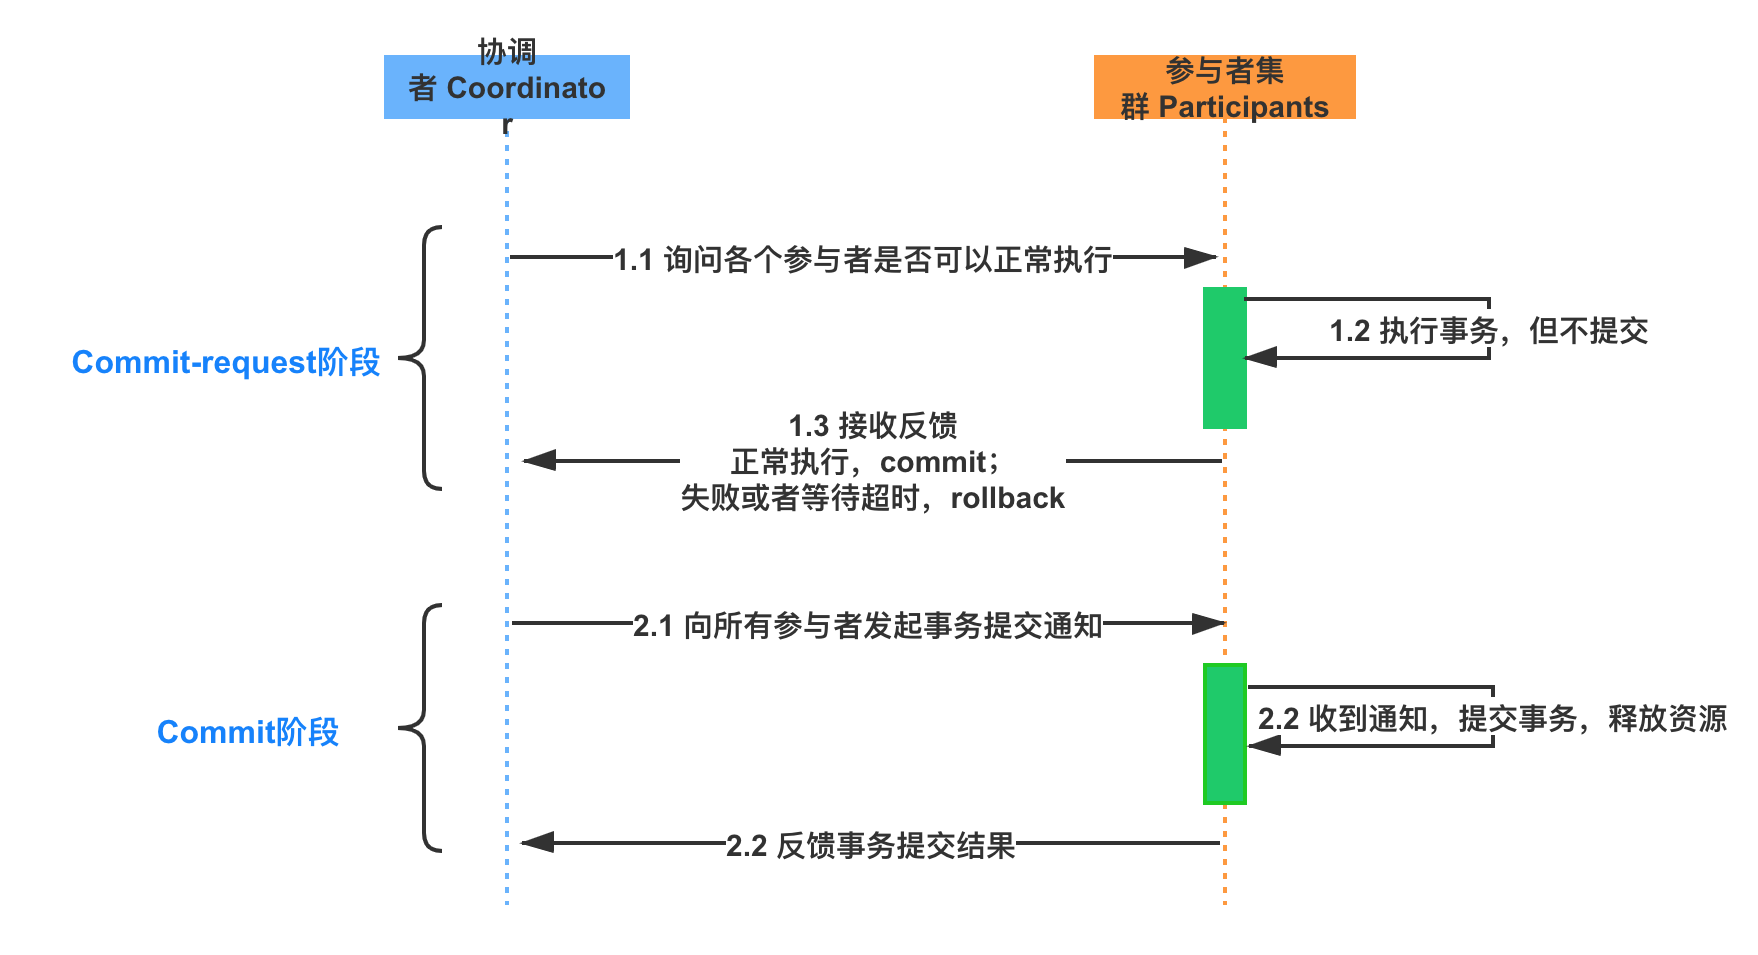 协调
者 Coordinato
r
参与者集
群 Participants
1.1 询问各个参与者是否可以正常执行
1.2 执行事务，但不提交
Commit-request阶段
1.3 接收反馈
正常执行，commit；
失败或者等待超时，rollback
2.1 向所有参与者发起事务提交通知
2.2 收到通知，提交事务，释放资源
Commit阶段
2.2 反馈事务提交结果